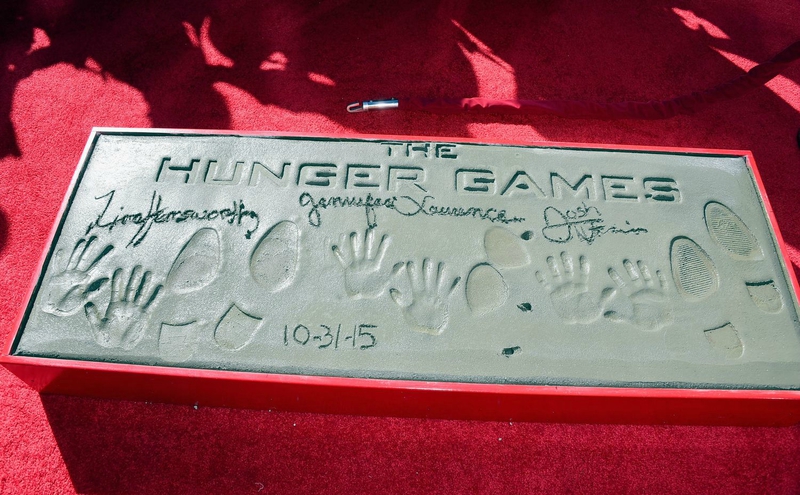 THE
HUNGER GAMES
Liam Hemsworth Jennifer Lawrence Josh
10-31-15